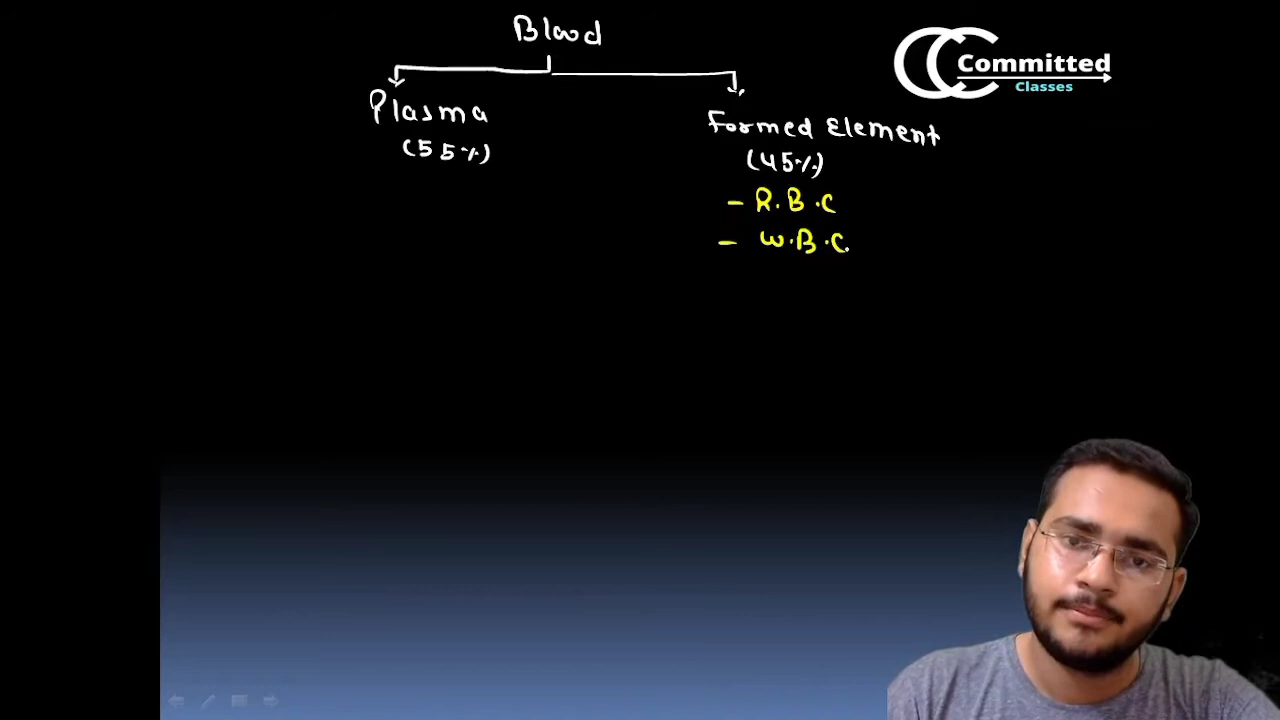 Blood
Committed
Classes
Plasma
(55%)
Formed Element
(45%)
- R.B.C
- W.B.C.